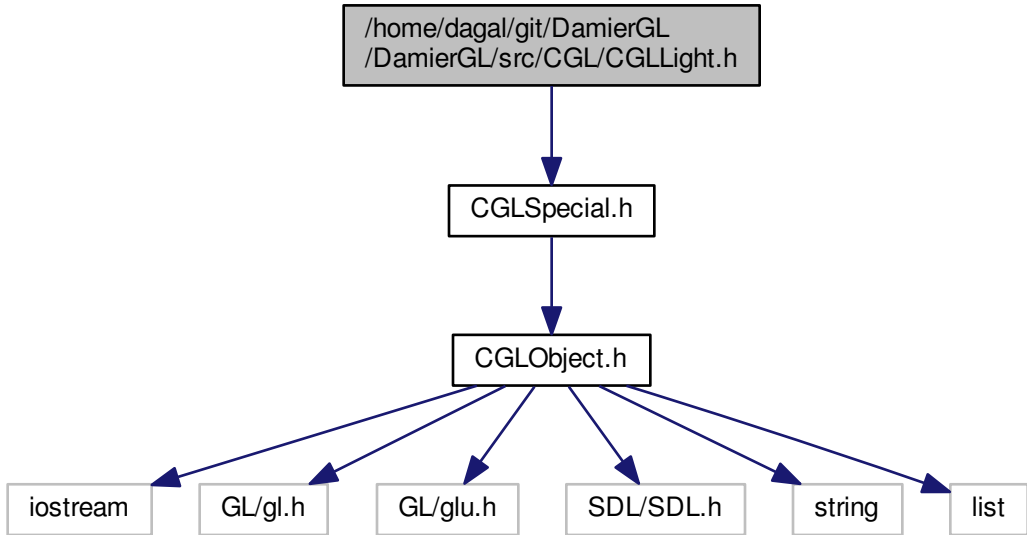 /home/dagal/git/DamierGL
/DamierGL/src/CGL/CGLLight.h
CGLSpecial.h
CGLObject.h
iostream
GL/gl.h
GL/glu.h
SDL/SDL.h
string
list